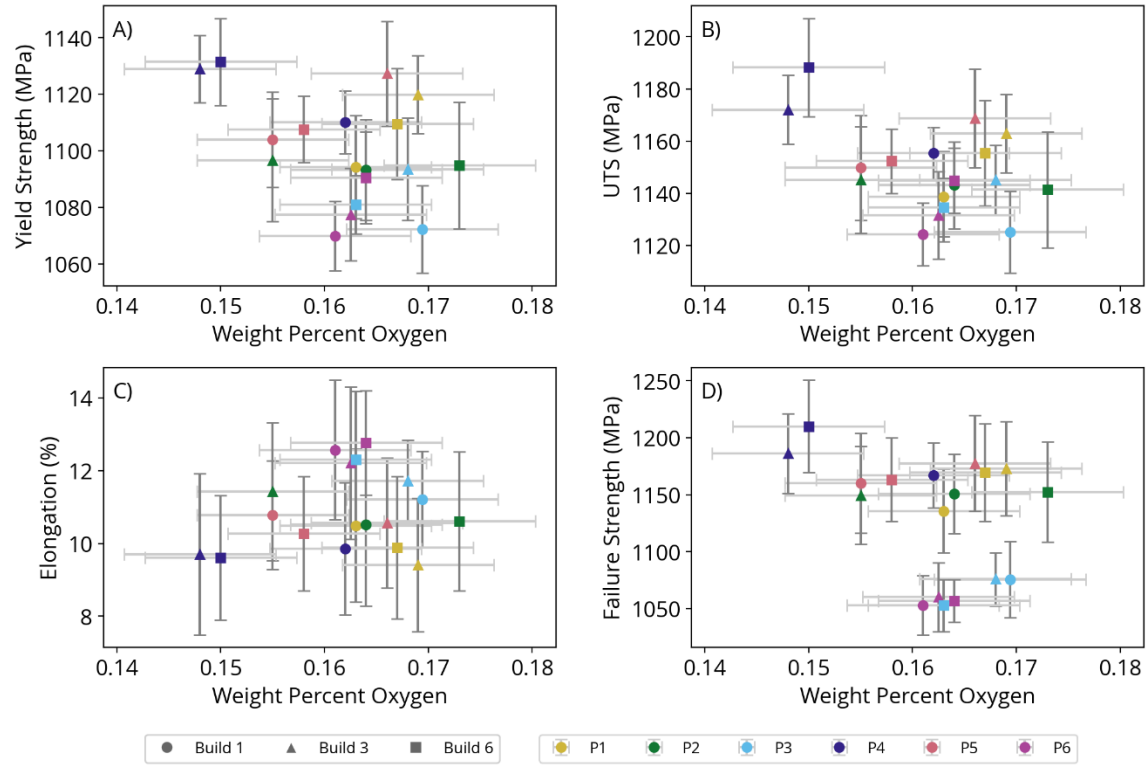 A)
Yield Strength (MPa)
1140
1120
1100
1080
1060
0.14 0.15 0.16 0.17 0.18
Weight Percent Oxygen
B)
UTS (MPa)
1200
1180
1160
1140
1120
0.14 0.15 0.16 0.17 0.18
Weight Percent Oxygen
C)
Elongation (%)
14
12
10
8
0.14 0.15 0.16 0.17 0.18
Weight Percent Oxygen
D)
Failure Strength (MPa)
1250
1200
1150
1100
1050
0.14 0.15 0.16 0.17 0.18
Weight Percent Oxygen
Build 1 Build 3 Build 6
P1 P2 P3 P4 P5 P6